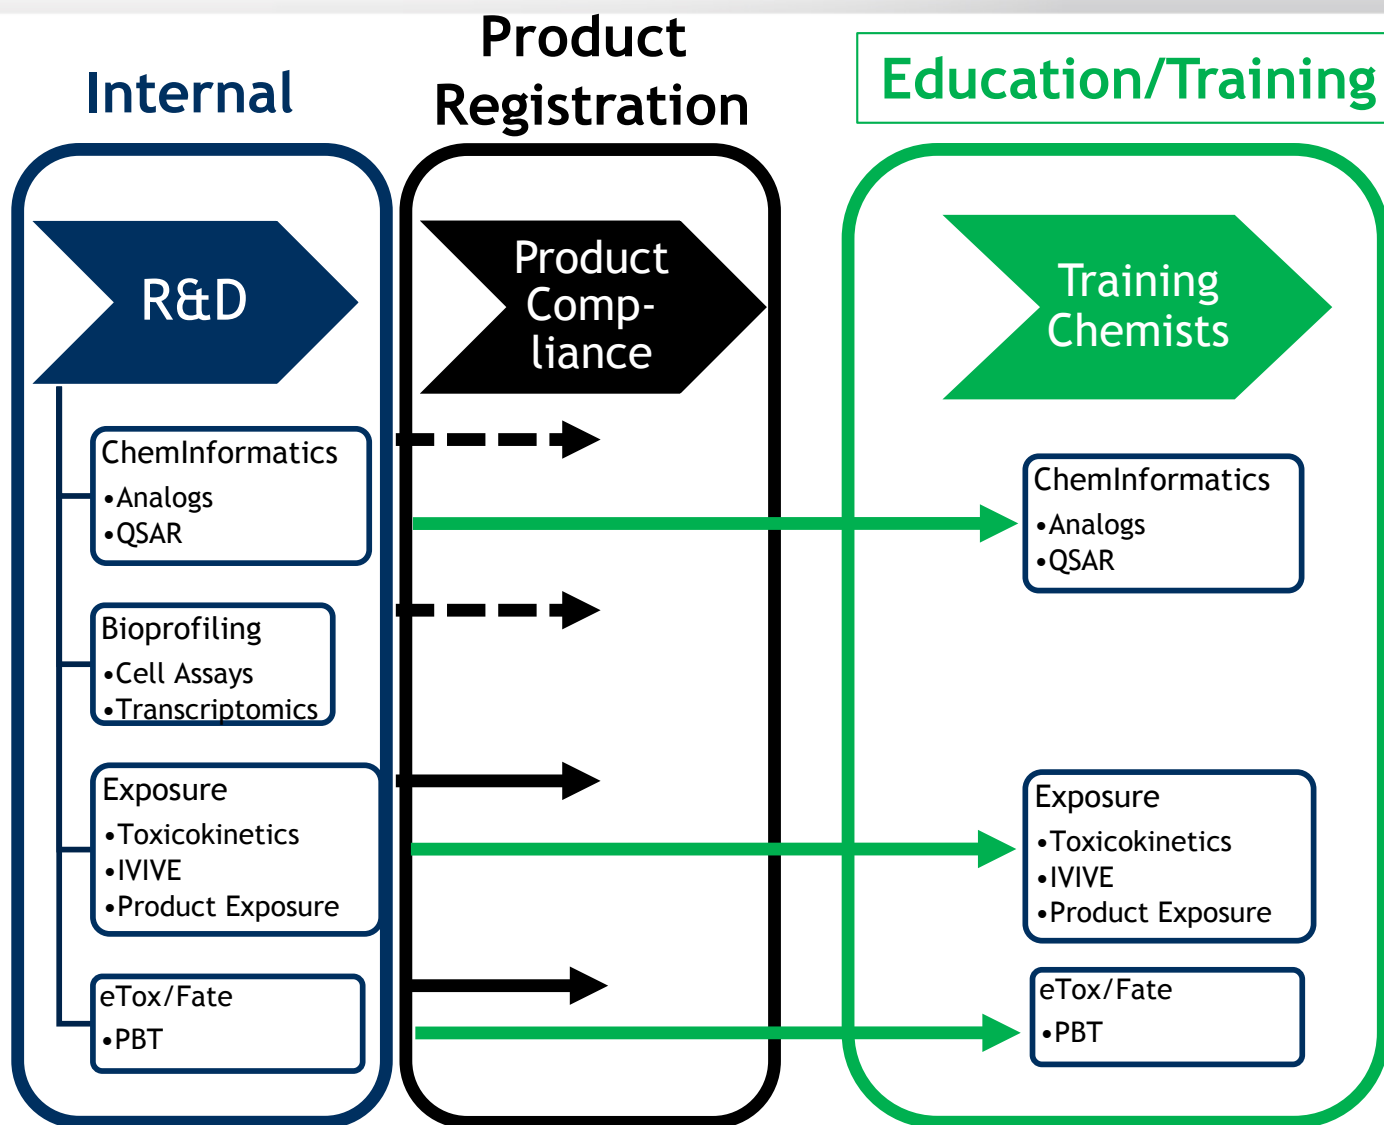 Internal
Product
Registration
Education/Training
R&D
Product
Comp-
liance
Training
Chemists
ChemInformatics
•Analogs
•QSAR
Bioprofiling
•Cell Assays
•Transcriptomics
Exposure
•Toxicokinetics
•IVIVE
•Product Exposure
eTox/Fate
•PBT
ChemInformatics
•Analogs
•QSAR
Exposure
•Toxicokinetics
•IVIVE
•Product Exposure
eTox/Fate
•PBT